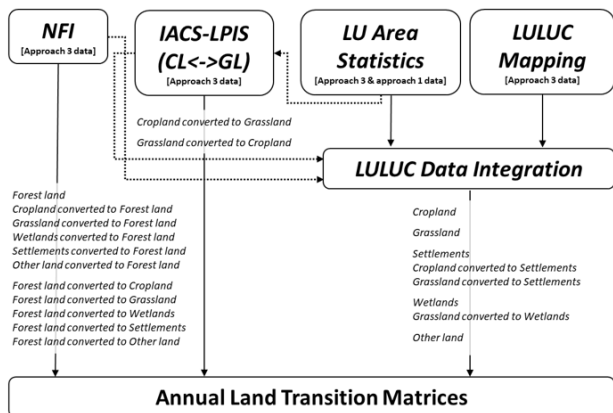 NFI
[Approach 3 data]
IACS-LPIS
(CL<->GL)
[Approach 3 data]
LU Area
Statistics
[Approach 3 & approach 1 data]
LULUC
Mapping
[Approach 3 data]
Cropland converted to Grassland
Grassland converted to Cropland
LULUC Data Integration
Forest land
Cropland converted to Forest land
Grassland converted to Forest land
Wetlands converted to Forest land
Settlements converted to Forest land
Other land converted to Forest land
Forest land converted to Cropland
Forest land converted to Grassland
Forest land converted to Wetlands
Forest land converted to Settlements
Forest land converted to Other land
Cropland
Grassland
Settlements
Cropland converted to Settlements
Grassland converted to Settlements
Wetlands
Grassland converted to Wetlands
Other land
Annual Land Transition Matrices